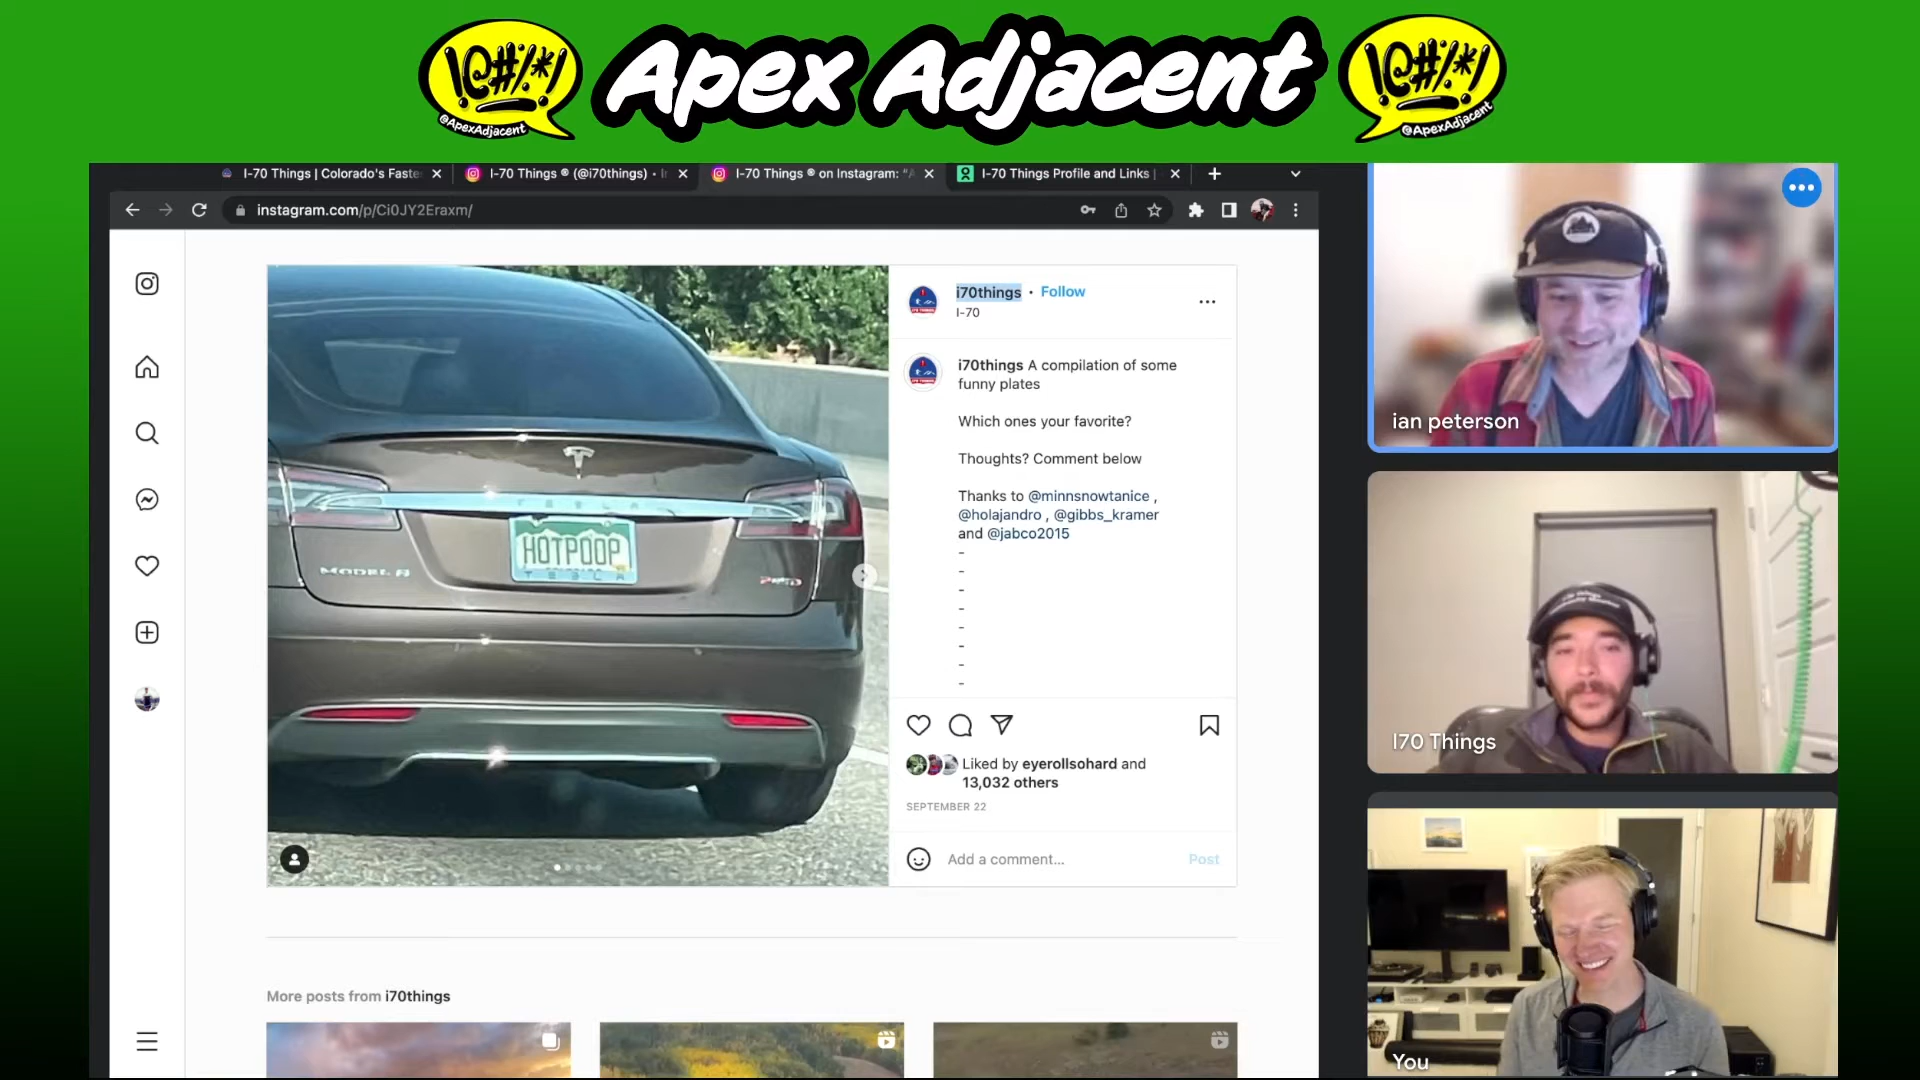 !@#/*!
@ApexAdjacent
Apex Adjacent
!@#/*!
@ApexAdjacent
I-70 Things | Colorado's Faste
I-70 Things ® (@i70things) • I
I-70 Things ® on Instagram: "A
I-70 Things Profile and Links |
instagram.com/p/Ci0JY2Eraxm/
i70things • Follow
I-70
i70things A compilation of some
funny plates
Which ones your favorite?
Thoughts? Comment below
Thanks to @minnsnowtanice ,
@holajandro , @gibbs_kramer
and @jabco2015
-
-
-
-
-
-
-
-
TESLA
HOTPOOP
TESLA
MODEL S
Liked by eyerollsohard and
13,032 others
SEPTEMBER 22
Add a comment...
Post
More posts from i70things
ian peterson
I70 Things
You